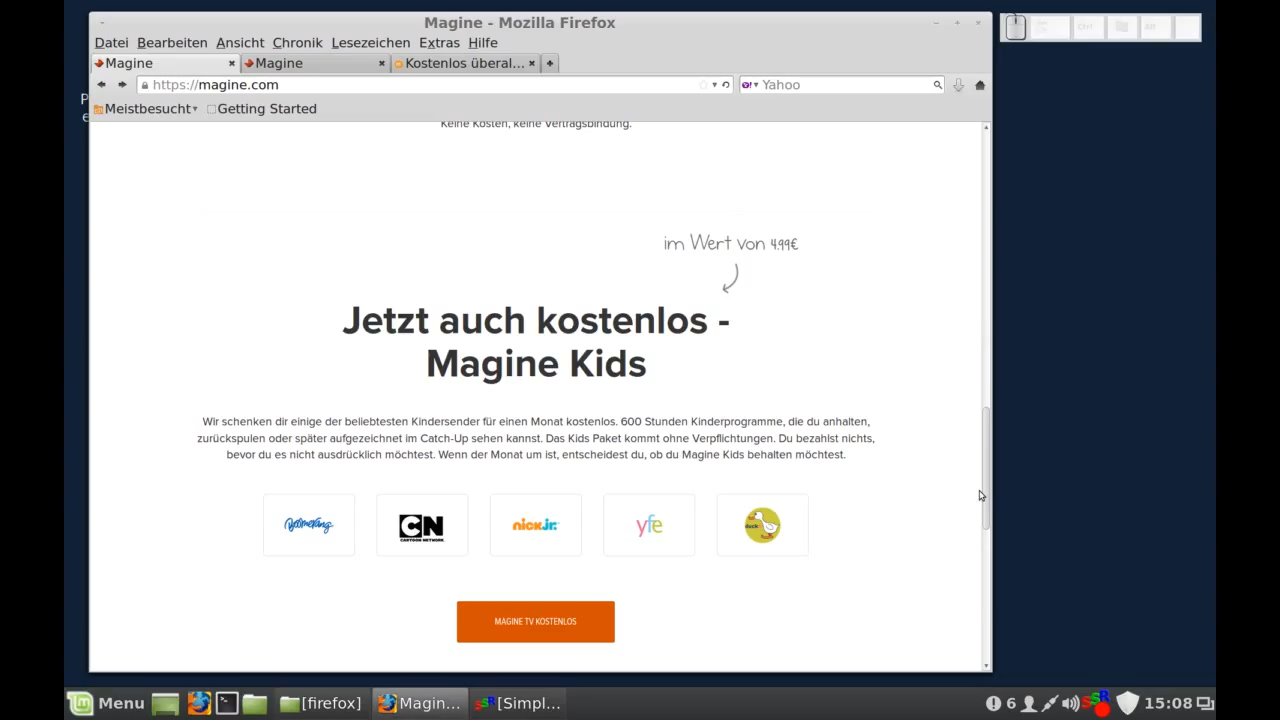 Magine - Mozilla Firefox
Ctrl
Alt
Datei Bearbeiten Ansicht Chronik Lesezeichen Extras Hilfe
Magine
Magine
Kostenlos überal...
https://magine.com
Yahoo
Meistbesucht
Getting Started
P
e
Keine Kosten, keine Vertragsbindung.
im Wert von 4.99€
Jetzt auch kostenlos -
Magine Kids
Wir schenken dir einige der beliebtesten Kindersender für einen Monat kostenlos. 600 Stunden Kinderprogramme, die du anhalten,
zurückspulen oder später aufgezeichnet im Catch-Up sehen kannst. Das Kids Paket kommt ohne Verpflichtungen. Du bezahlst nichts,
bevor du es nicht ausdrücklich möchtest. Wenn der Monat um ist, entscheidest du, ob du Magine Kids behalten möchtest.
Boomerang
CN
CARTOON NETWORK
nick jr.
yfe
duck
MAGINE TV KOSTENLOS
Menu
[firefox]
Magin...
[Simpl...
6
15:08